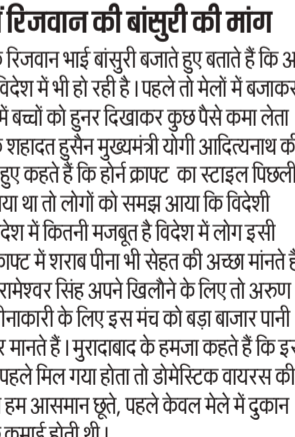 रिजवान की बांसुरी की मांग
रिजवान भाई बांसुरी बजाते हुए बताते हैं कि अ
विदेश में भी हो रही है । पहले तो मेलों में बजाकर
में बच्चों को हुनर दिखाकर कुछ पैसे कमा लेता
शहादत हुसैन मुख्यमंत्री योगी आदित्यनाथ की
हुए कहते हैं कि होर्न क्राफ्ट का स्टाइल पिछली
या था तो लोगों को समझ आया कि विदेशी
देश में कितनी मजबूत है विदेश में लोग इसी
काफ्ट में शराब पीना भी सेहत की अच्छा मानते हैं
रामेश्वर सिंह अपने खिलौने के लिए तो अरुण
ीनाकारी के लिए इस मंच को बड़ा बाजार पानी
र मानते हैं । मुरादाबाद के हमजा कहते हैं कि इस
पहले मिल गया होता तो डोमेस्टिक वायरस की
हम आसमान छूते, पहले केवल मेले में दुकान
कमाई होती थी ।